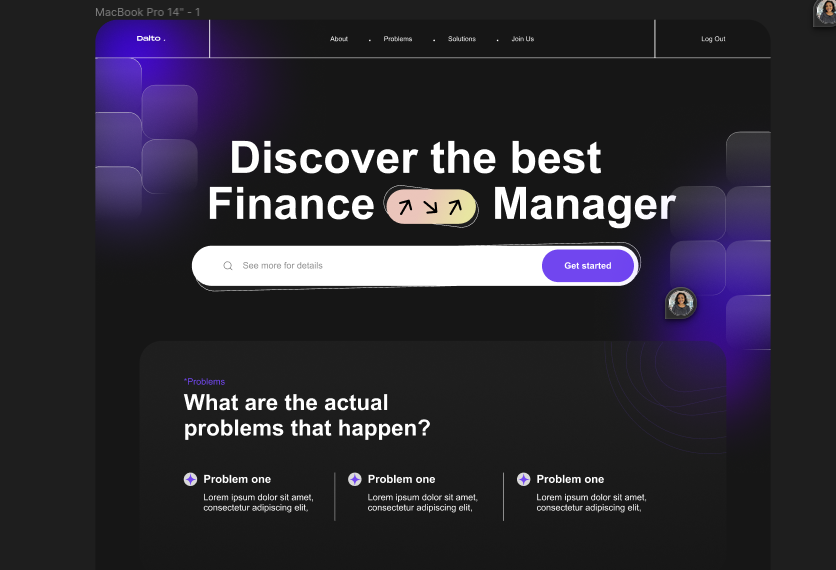 MacBook Pro 14" - 1
Dalto .
About
Problems
Solutions
Join Us
Log Out
Discover the best
Finance Manager
See more for details
Get started
*Problems
What are the actual
problems that happen?
Problem one
Lorem ipsum dolor sit amet,
consectetur adipiscing elit,
Problem one
Lorem ipsum dolor sit amet,
consectetur adipiscing elit,
Problem one
Lorem ipsum dolor sit amet,
consectetur adipiscing elit,